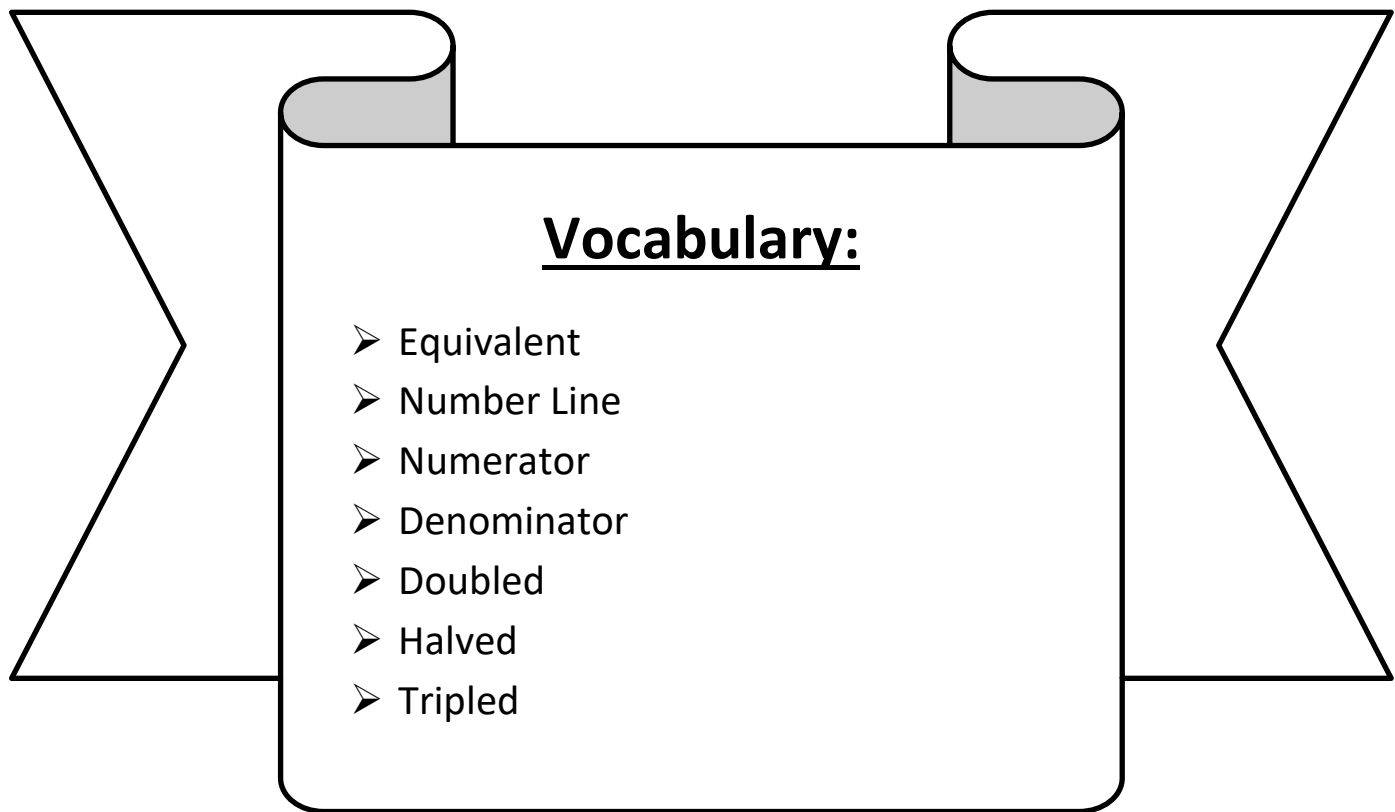 Vocabulary:
➢ Equivalent
➢ Number Line
➢ Numerator
➢ Denominator
➢ Doubled
➢ Halved
➢ Tripled